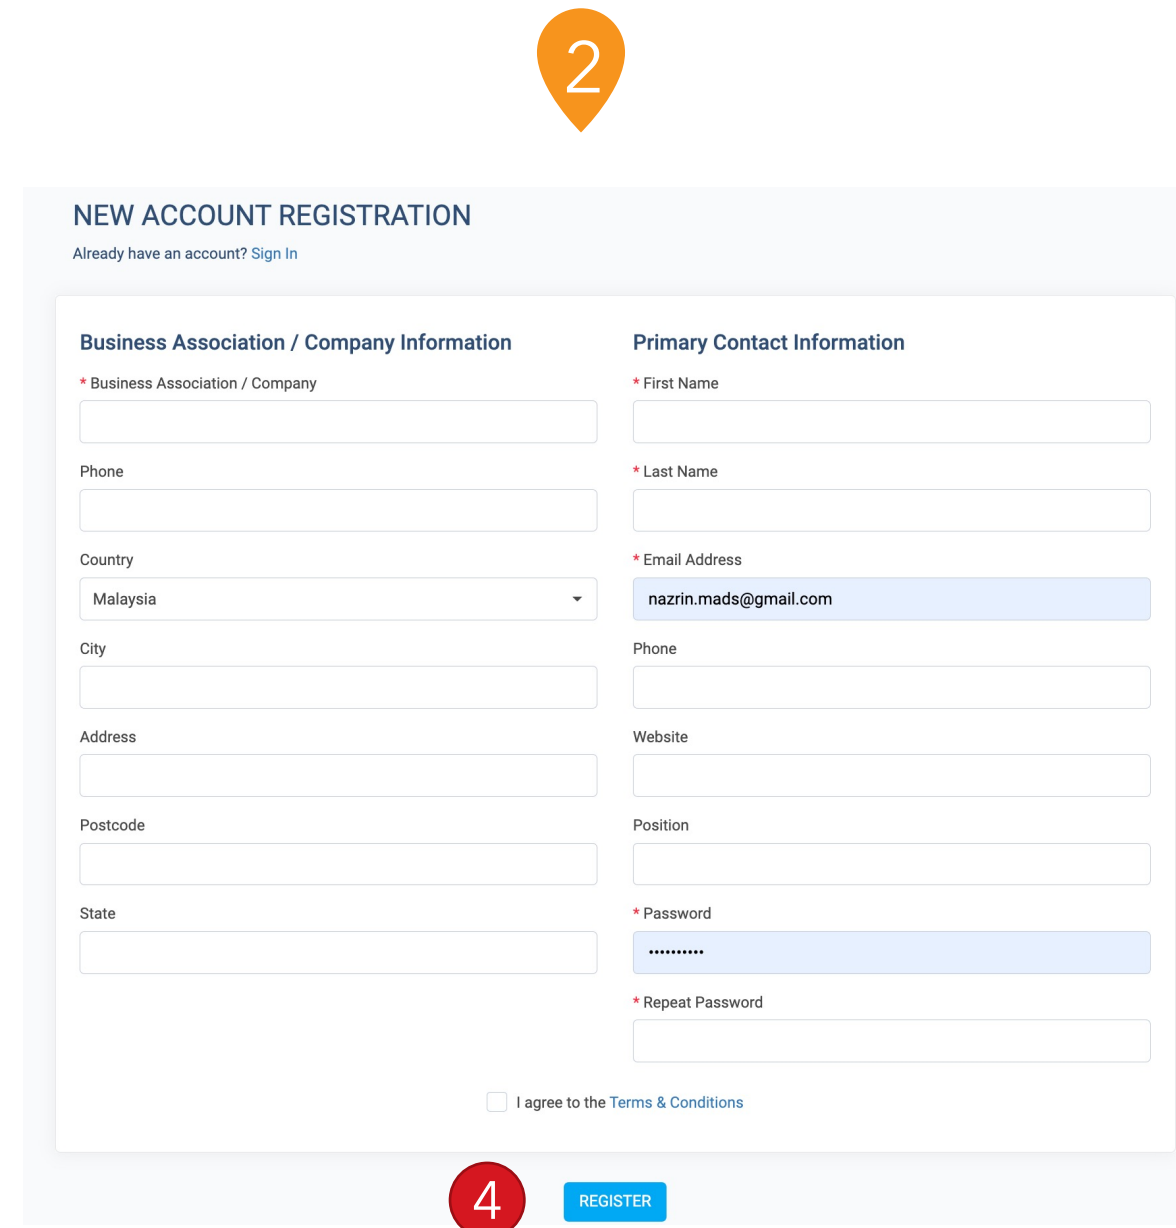 2
NEW ACCOUNT REGISTRATION
Already have an account? Sign In
Business Association / Company Information
* Business Association / Company
Phone
Country
Malaysia
City
Address
Postcode
State
Primary Contact Information
* First Name
* Last Name
* Email Address
nazrin.mads@gmail.com
Phone
Website
Position
* Password
••••••••••
* Repeat Password
I agree to the Terms & Conditions
4
REGISTER